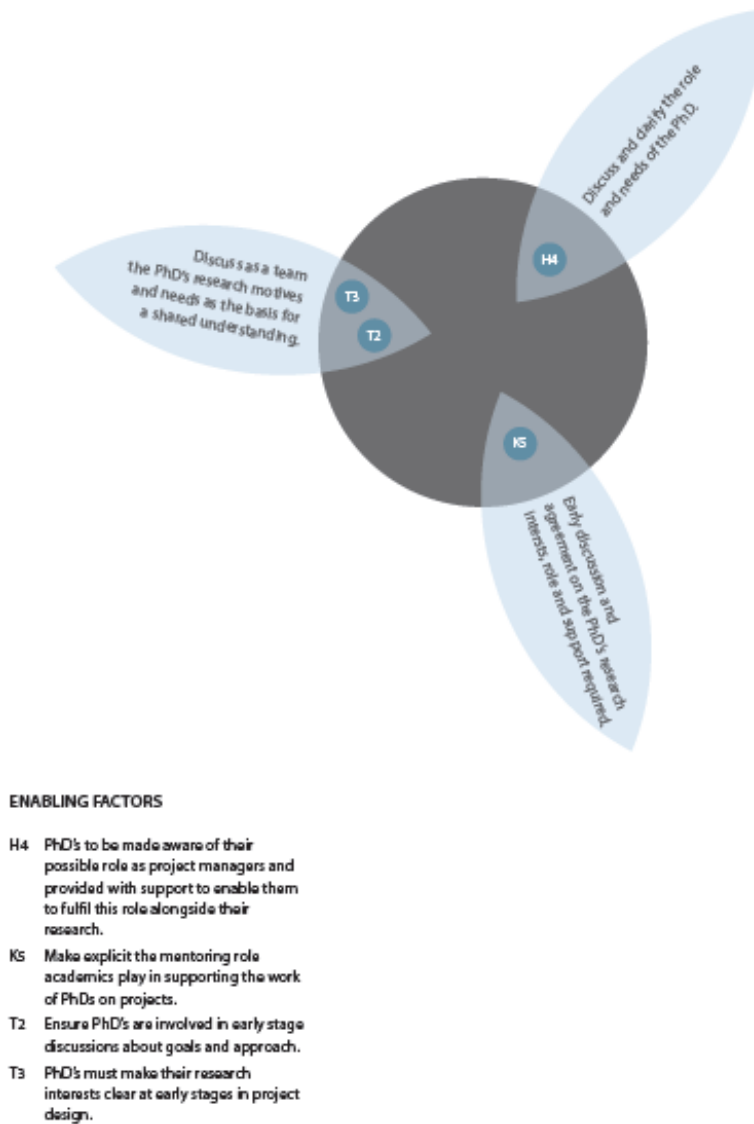 Discuss and clarify the role
and needs of the PhD.
H4
Discuss as a team
the PhD's research motives
and needs as the basis for
a shared understanding.
T3
T2
K5
Early discussion and
agreement on the PhD's research
intersts, role and support required.
ENABLING FACTORS
H4 PhD's to be made aware of their
possible role as project managers and
provided with support to enable them
to fulfil this role alongside their
research.
K5 Make explicit the mentoring role
academics play in supporting the work
of PhDs on projects.
T2 Ensure PhD's are involved in early stage
discussions about goals and approach.
T3 PhD's must make their research
interests clear at early stages in project
design.